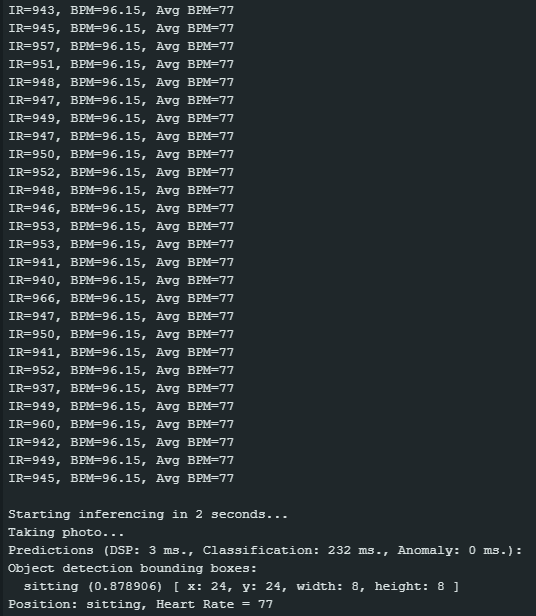 IR=943, BPM=96.15, Avg BPM=77
IR=945, BPM=96.15, Avg BPM=77
IR=957, BPM=96.15, Avg BPM=77
IR=951, BPM=96.15, Avg BPM=77
IR=948, BPM=96.15, Avg BPM=77
IR=947, BPM=96.15, Avg BPM=77
IR=949, BPM=96.15, Avg BPM=77
IR=947, BPM=96.15, Avg BPM=77
IR=950, BPM=96.15, Avg BPM=77
IR=952, BPM=96.15, Avg BPM=77
IR=948, BPM=96.15, Avg BPM=77
IR=946, BPM=96.15, Avg BPM=77
IR=953, BPM=96.15, Avg BPM=77
IR=953, BPM=96.15, Avg BPM=77
IR=941, BPM=96.15, Avg BPM=77
IR=940, BPM=96.15, Avg BPM=77
IR=966, BPM=96.15, Avg BPM=77
IR=947, BPM=96.15, Avg BPM=77
IR=950, BPM=96.15, Avg BPM=77
IR=941, BPM=96.15, Avg BPM=77
IR=952, BPM=96.15, Avg BPM=77
IR=937, BPM=96.15, Avg BPM=77
IR=949, BPM=96.15, Avg BPM=77
IR=960, BPM=96.15, Avg BPM=77
IR=942, BPM=96.15, Avg BPM=77
IR=949, BPM=96.15, Avg BPM=77
IR=945, BPM=96.15, Avg BPM=77
Starting inferencing in 2 seconds...
Taking photo...
Predictions (DSP: 3 ms., Classification: 232 ms., Anomaly: 0 ms.):
Object detection bounding boxes:
sitting (0.878906) [ x: 24, y: 24, width: 8, height: 8 ]
Position: sitting, Heart Rate = 77